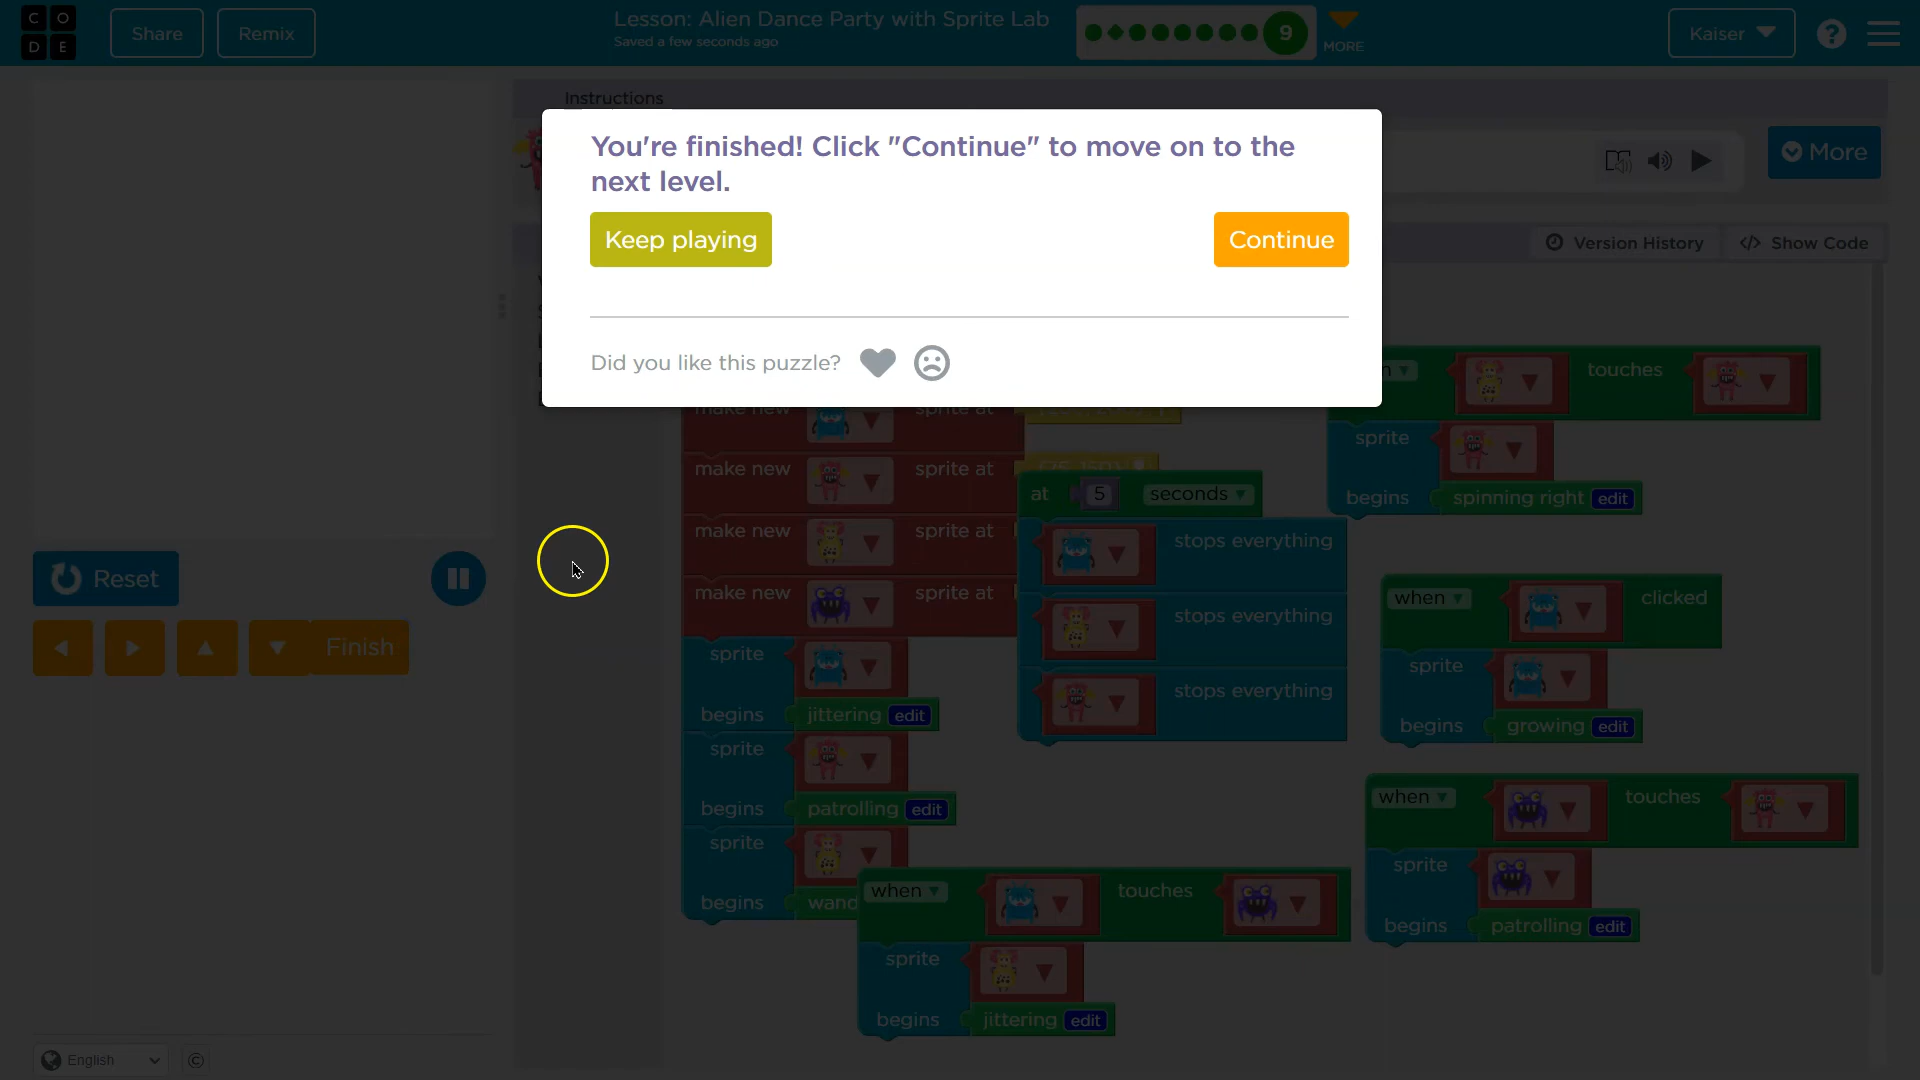 C O
D E
Share
Remix
Lesson: Alien Dance Party with Sprite Lab
Saved a few seconds ago
9
MORE
Kaiser
?
Instructions
You're finished! Click "Continue" to move on to the
next level.
Keep playing
Continue
Did you like this puzzle?
More
Version History
</> Show Code
make new sprite at
make new sprite at
make new sprite at
make new sprite at
sprite
begins jittering edit
sprite
begins patrolling edit
sprite
begins wand
at 5 seconds
stops everything
stops everything
stops everything
touches
sprite
begins spinning right edit
when clicked
sprite
begins growing edit
when touches
sprite
begins patrolling edit
when touches
sprite
begins jittering edit
Reset
Finish
English
©